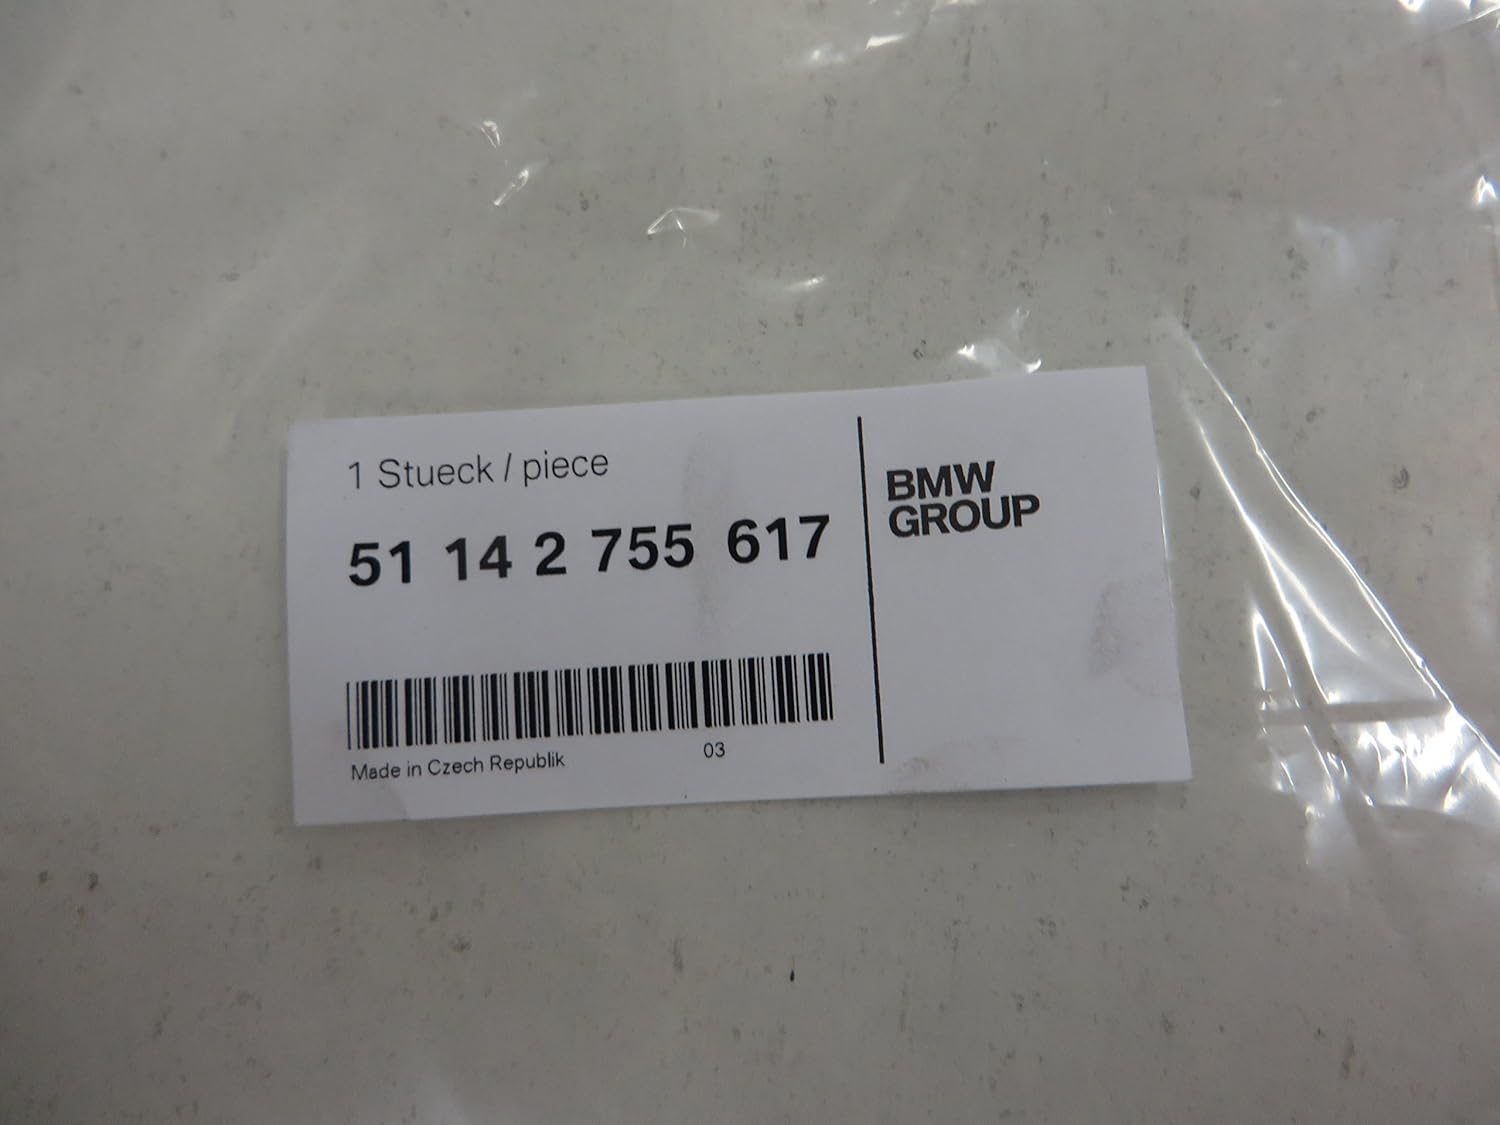 1 Stueck / piece
51 14 2 755 617
Made in Czech Republik
03
BMW
GROUP